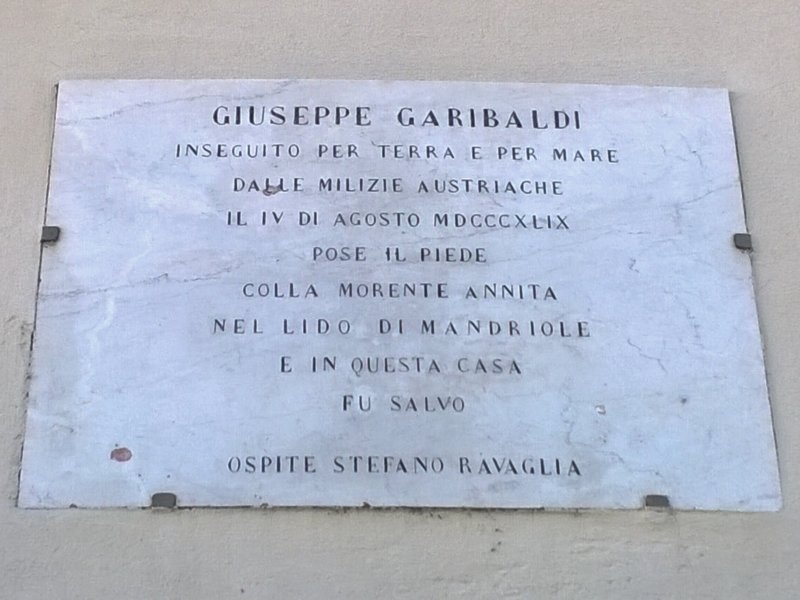 GIUSEPPE GARIBALDI
INSEGUITO PER TERRA E PER MARE
DALLE MILIZIE AUSTRIACHE
IL IV DI AGOSTO MDCCCXLIX
POSE IL PIEDE
COLLA MORENTE ANNITA
NEL LIDO DI MANDRIOLE
E IN QUESTA CASA
FU SALVO
OSPITE STEFANO RAVAGLIA